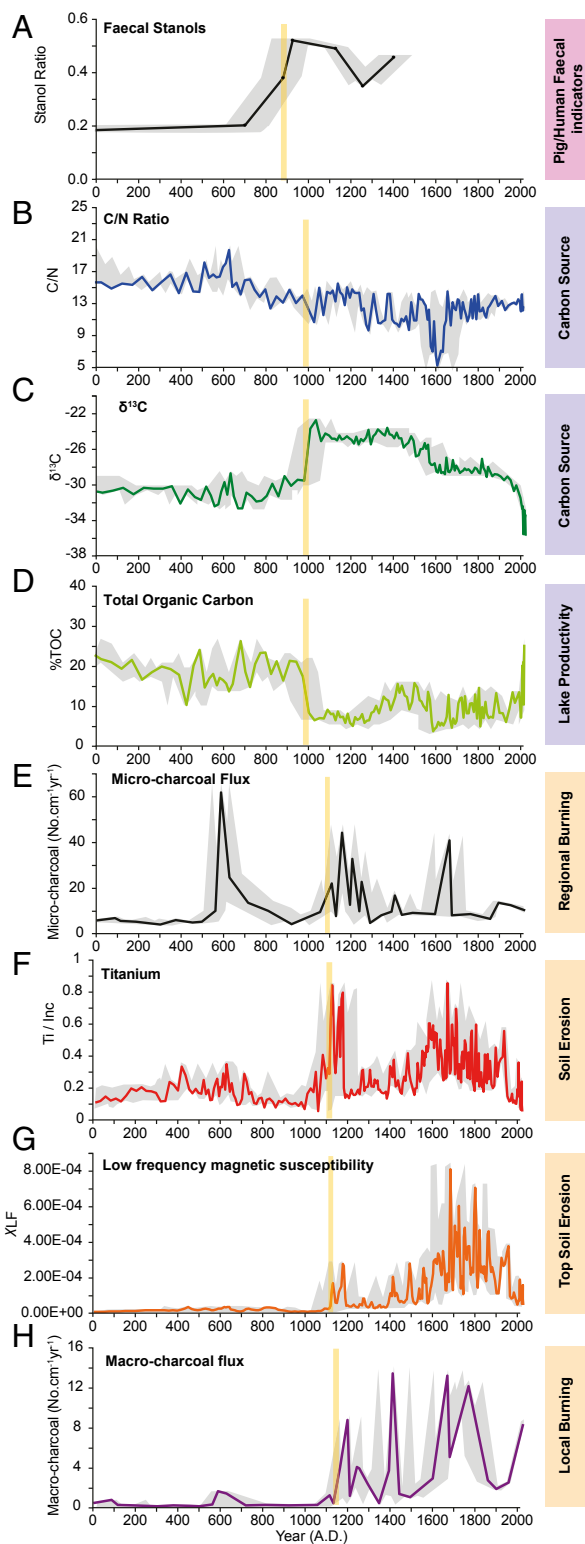 A
Faecal Stanols
Stanol Ratio
0.6
0.4
0.2
0.0
0 200 400 600 800 1000 1200 1400 1600 1800 2000
Pig/Human Faecal
indicators
B
C/N Ratio
C/N
25
21
17
13
9
5
0 200 400 600 800 1000 1200 1400 1600 1800 2000
Carbon Source
C
δ¹³C
δ¹³C
-22
-26
-30
-34
-38
0 200 400 600 800 1000 1200 1400 1600 1800 2000
Carbon Source
D
Total Organic Carbon
%TOC
40
30
20
10
0
0 200 400 600 800 1000 1200 1400 1600 1800 2000
Lake Productivity
E
Micro-charcoal Flux
Micro-charcoal (No.cm⁻¹yr¹)
60
40
20
0
0 200 400 600 800 1000 1200 1400 1600 1800 2000
Regional Burning
F
Titanium
Ti / Inc
1
0.8
0.6
0.4
0.2
0
0 200 400 600 800 1000 1200 1400 1600 1800 2000
Soil Erosion
G
Low frequency magnetic susceptibility
χLF
8.00E-04
6.00E-04
4.00E-04
2.00E-04
0.00E+00
0 200 400 600 800 1000 1200 1400 1600 1800 2000
Top Soil Erosion
H
Macro-charcoal flux
Macro-charcoal (No.cm⁻¹yr¹)
16
12
8
4
0
0 200 400 600 800 1000 1200 1400 1600 1800 2000
Year (A.D.)
Local Burning